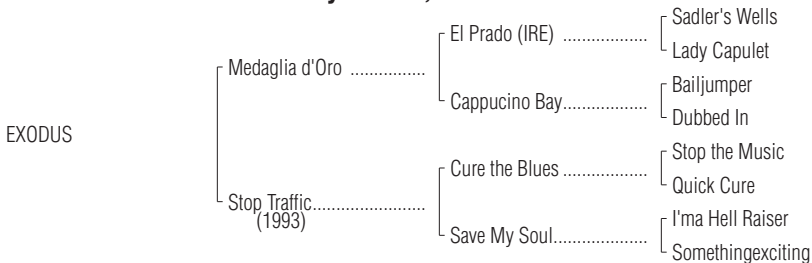 Sadler's Wells
El Prado (IRE) ..................
Lady Capulet
Medaglia d'Oro ................
Bailjumper
Cappucino Bay..................
Dubbed In
EXODUS
Stop the Music
Cure the Blues ..................
Quick Cure
Stop Traffic........................
(1993)
I'ma Hell Raiser
Save My Soul....................
Somethingexciting